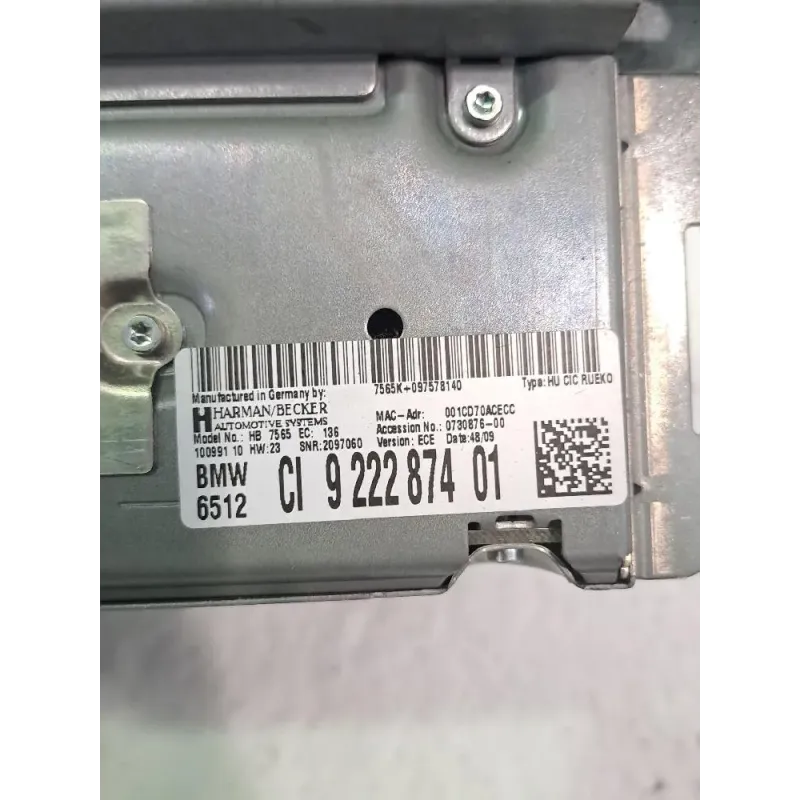 Manufactured in Germany by: 7565K+097578140 Type: HU CIC RUEKO
HARMAN/BECKER
AUTOMOTIVE SYSTEMS
MAC-Adr: 001CD70ACECC
Model No.: HB 7565 EC: 136 Accession No.: 0730876-00
100991 10 HW:23 SNR:2097060 Version: ECE Date:48/09
BMW
6512
CI 9 222 874 01